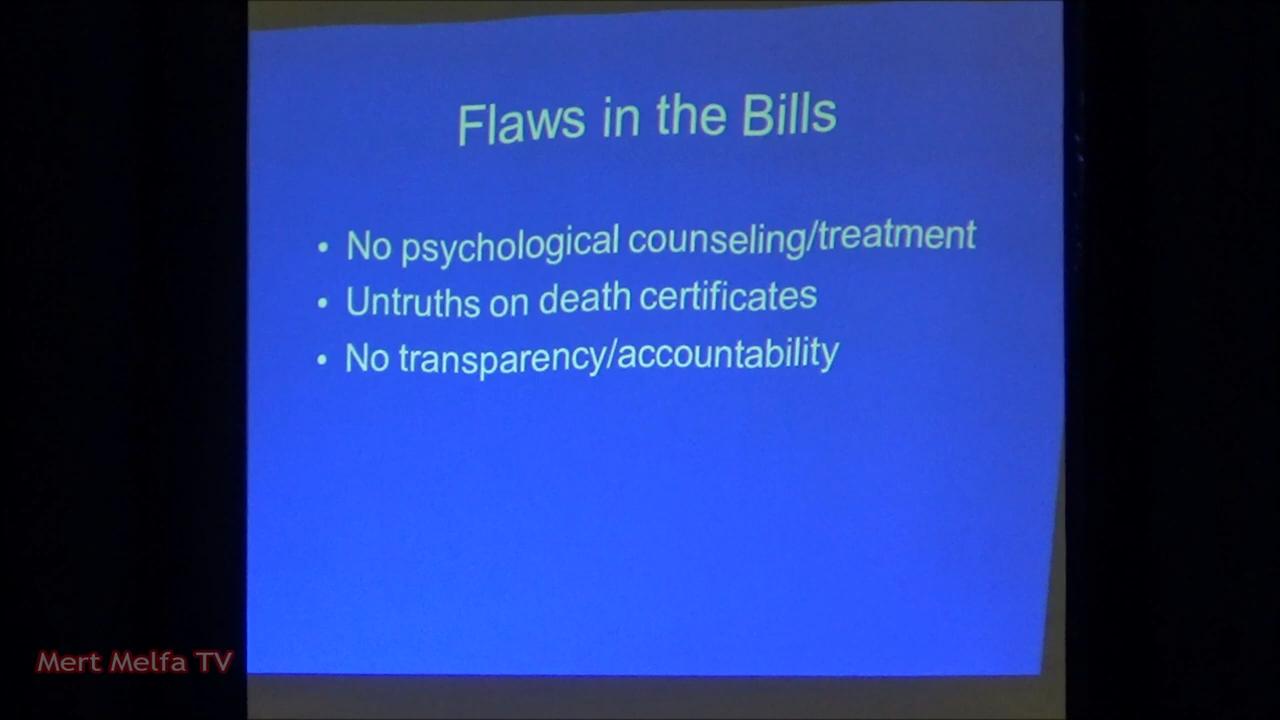 Flaws in the Bills
• No psychological counseling/treatment
• Untruths on death certificates
• No transparency/accountability
Mert Melfa TV